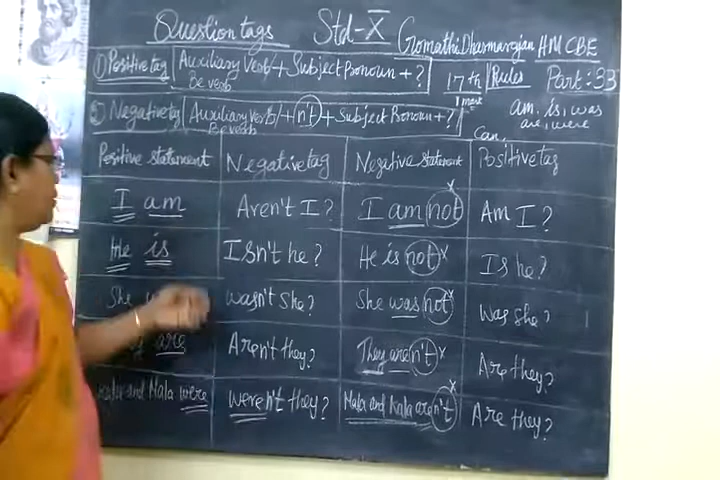 Question tags Std-X Gomathi Dharmarajan HM CBE
① Positive tag Auxiliary Verb + Subject Pronoun + ?
Be verb
17th Rules Part:33
1 mark
② Negative tag Auxiliary Verb / + n't + Subject Pronoun + ?
Be verb
am, is, was
are, were
Can,
Positive statement Negative tag Negative Statement Positive tag
I am Aren't I? I am not x Am I?
He is Isn't he? He is not x Is he?
She wasn't she? She was not x Was she?
are Aren't they? They aren't x Are they?
and Mala were Weren't they? Mala and Kala aren't x Are they?